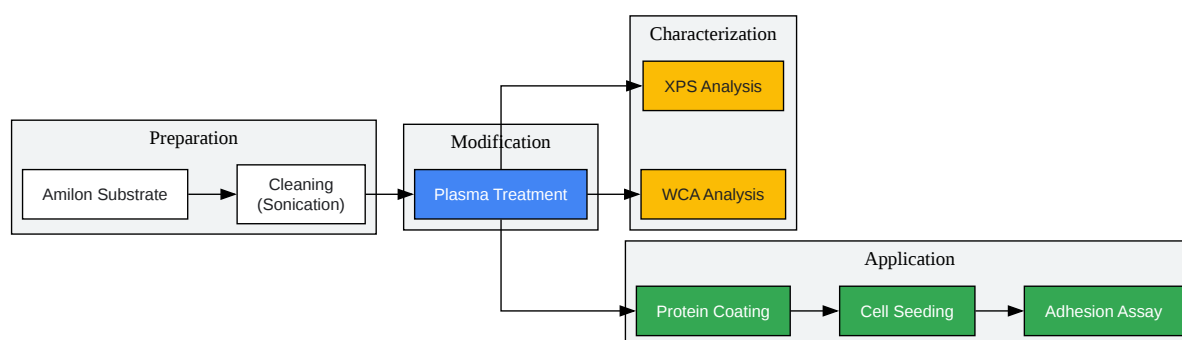 Preparation
Amilon Substrate
Cleaning
(Sonication)
Modification
Plasma Treatment
Characterization
XPS Analysis
WCA Analysis
Application
Protein Coating
Cell Seeding
Adhesion Assay